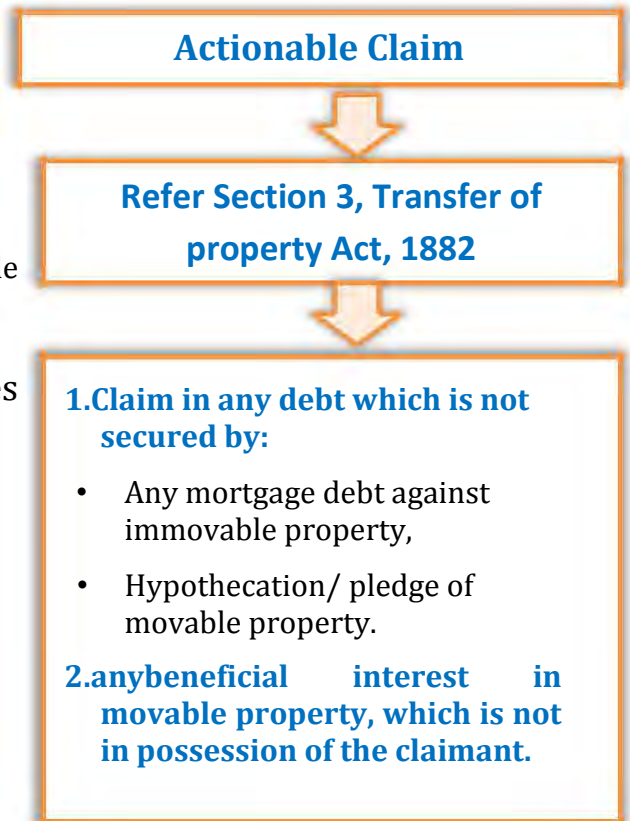 Actionable Claim
Refer Section 3, Transfer of
property Act, 1882
le
es
1.Claim in any debt which is not
secured by:
• Any mortgage debt against
immovable property,
• Hypothecation/ pledge of
movable property.
2.anybeneficial interest in
movable property, which is not
in possession of the claimant.